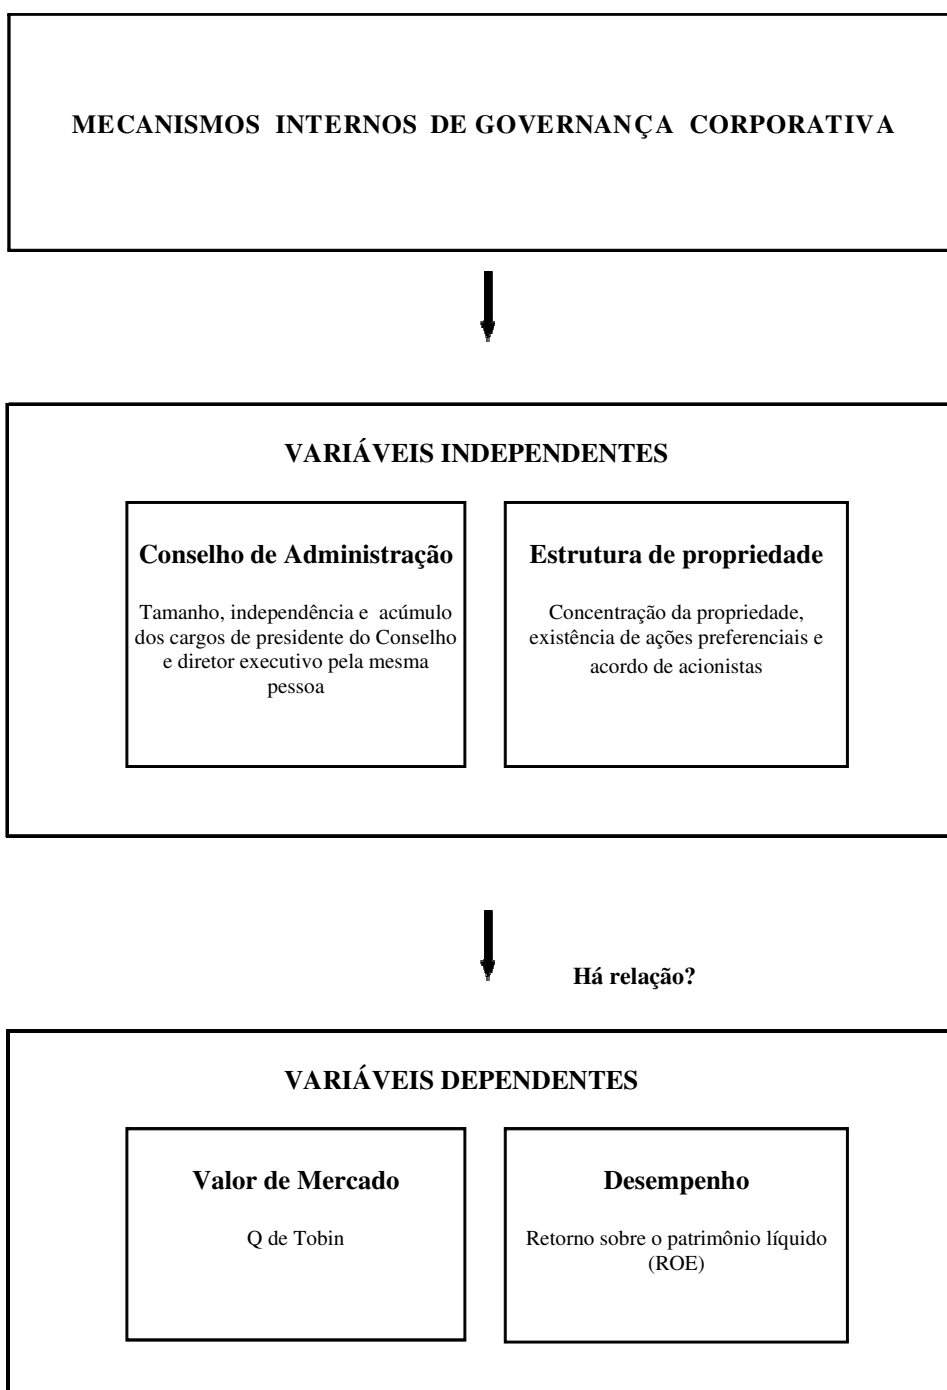 MECANISMOS INTERNOS DE GOVERNANÇA CORPORATIVA
VARIÁVEIS INDEPENDENTES
Conselho de Administração
Tamanho, independência e acúmulo
dos cargos de presidente do Conselho
e diretor executivo pela mesma
pessoa
Estrutura de propriedade
Concentração da propriedade,
existência de ações preferenciais e
acordo de acionistas
Há relação?
VARIÁVEIS DEPENDENTES
Valor de Mercado
Q de Tobin
Desempenho
Retorno sobre o patrimônio líquido
(ROE)